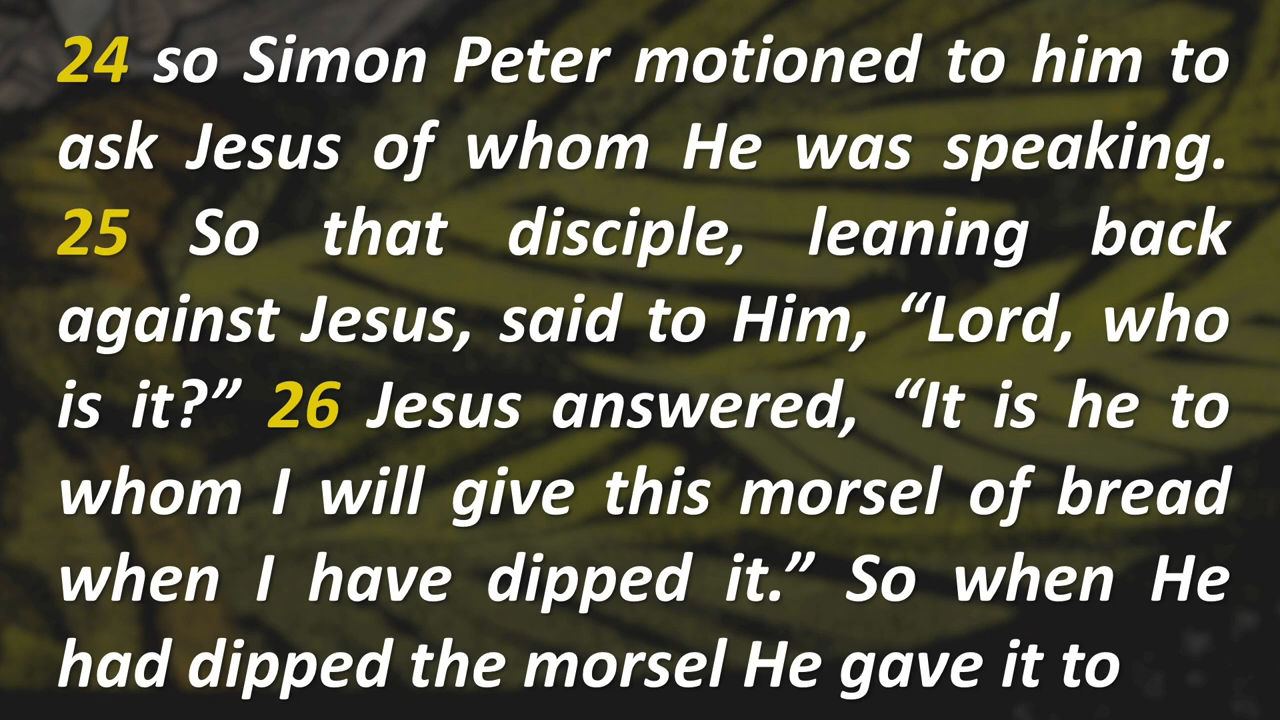 24 so Simon Peter motioned to him to
ask Jesus of whom He was speaking.
25 So that disciple, leaning back
against Jesus, said to Him, “Lord, who
is it?” 26 Jesus answered, “It is he to
whom I will give this morsel of bread
when I have dipped it.” So when He
had dipped the morsel He gave it to